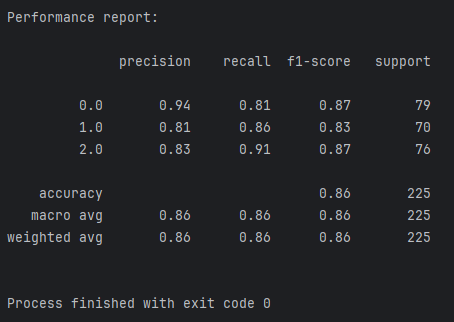 Performance report:
precision recall f1-score support
0.0 0.94 0.81 0.87 79
1.0 0.81 0.86 0.83 70
2.0 0.83 0.91 0.87 76
accuracy 0.86 225
macro avg 0.86 0.86 0.86 225
weighted avg 0.86 0.86 0.86 225
Process finished with exit code 0